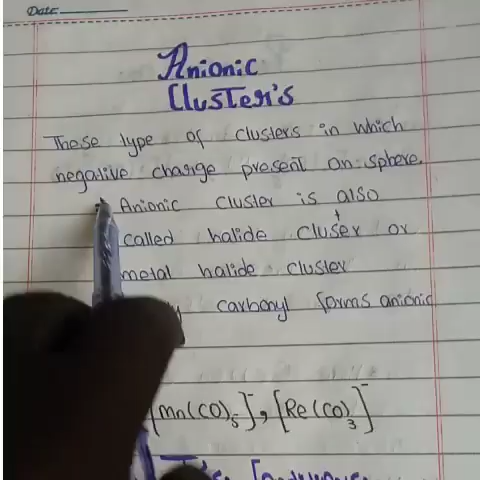 Date:
Anionic
Cluster's
These type of clusters in which
negative charge present on sphere.
Anionic cluster is also
called halide cluster or
metal halide cluster
carbonyl forms anionic
[Mn(CO)5]-, [Re(CO)3]-